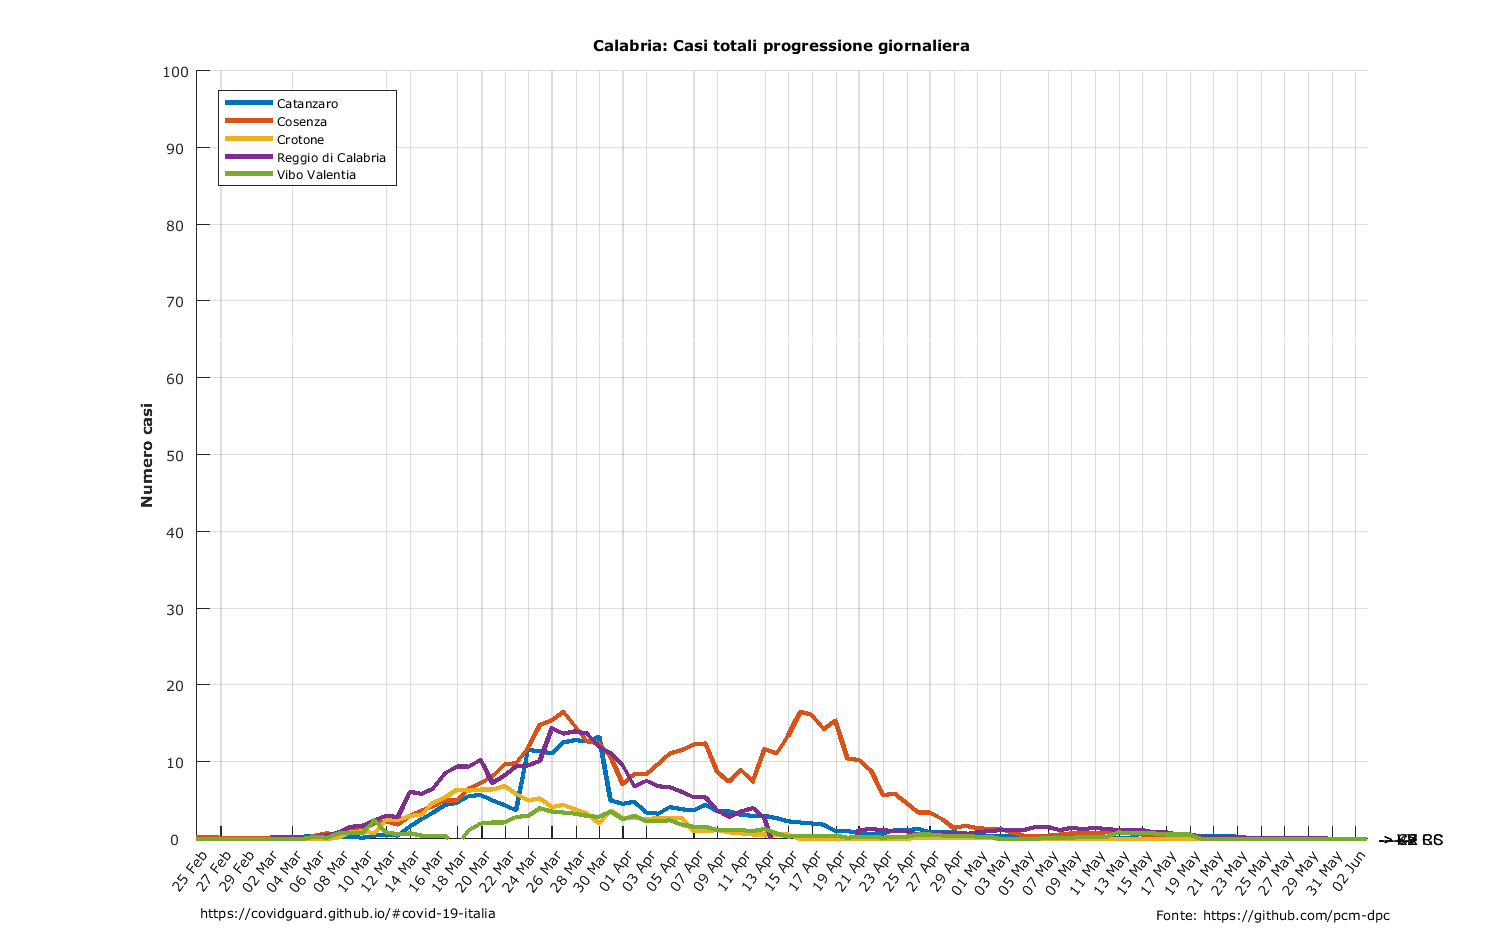 Calabria: Casi totali progressione giornaliera
Numero casi
100
90
80
70
60
50
40
30
20
10
0
Catanzaro
Cosenza
Crotone
Reggio di Calabria
Vibo Valentia
25 Feb
27 Feb
29 Feb
02 Mar
04 Mar
06 Mar
08 Mar
10 Mar
12 Mar
14 Mar
16 Mar
18 Mar
20 Mar
22 Mar
24 Mar
26 Mar
28 Mar
30 Mar
01 Apr
03 Apr
05 Apr
07 Apr
09 Apr
11 Apr
13 Apr
15 Apr
17 Apr
19 Apr
21 Apr
23 Apr
25 Apr
27 Apr
29 Apr
01 May
03 May
05 May
07 May
09 May
11 May
13 May
15 May
17 May
19 May
21 May
23 May
25 May
27 May
29 May
31 May
02 Jun
https://covidguard.github.io/#covid-19-italia
Fonte: https://github.com/pcm-dpc